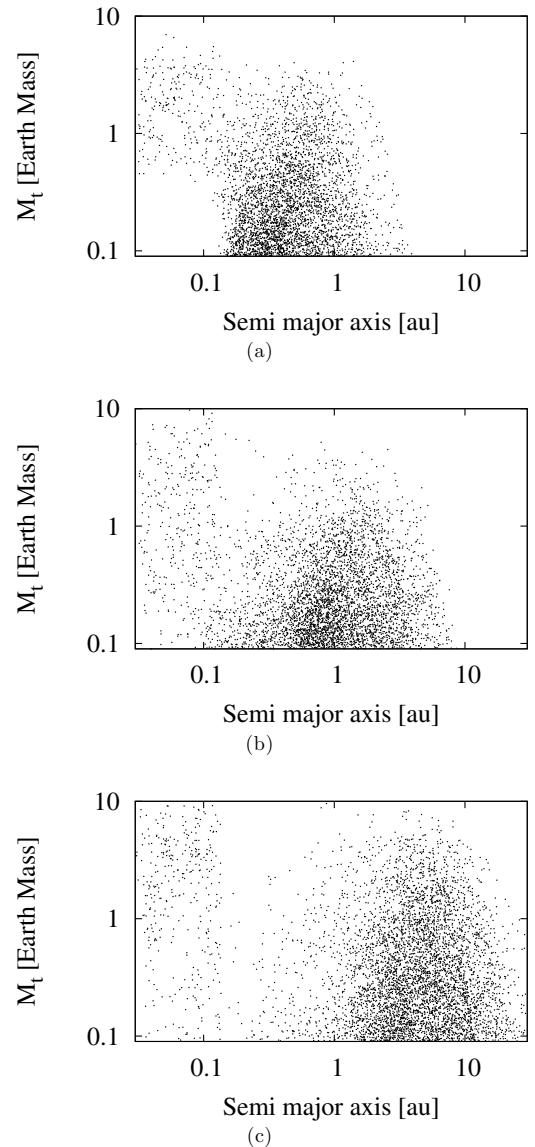 10
1
0.1
M_t [Earth Mass]
0.1 1 10
Semi major axis [au]
(a)
10
1
0.1
M_t [Earth Mass]
0.1 1 10
Semi major axis [au]
(b)
10
1
0.1
M_t [Earth Mass]
0.1 1 10
Semi major axis [au]
(c)